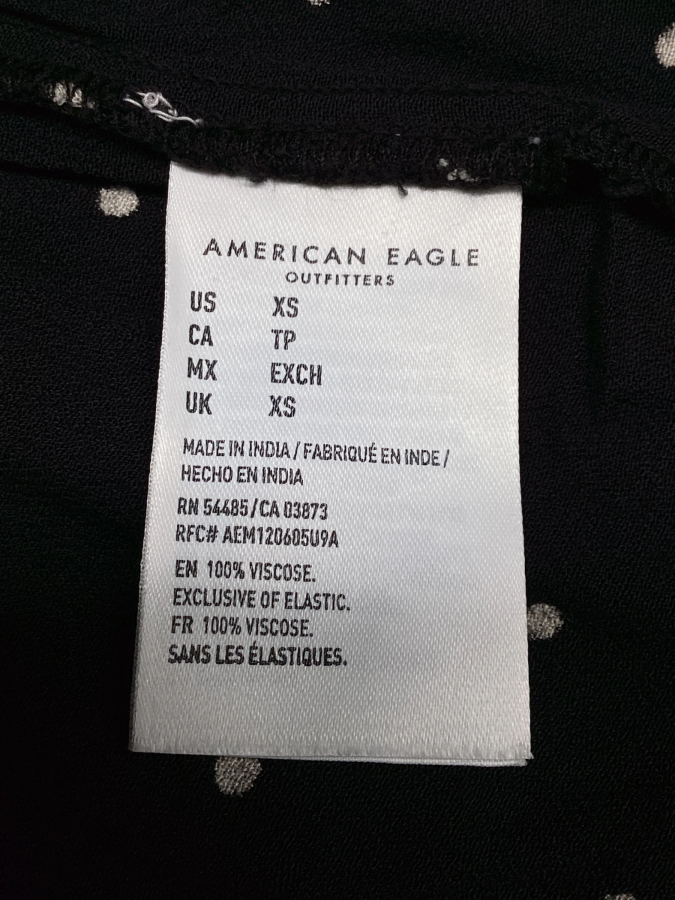 AMERICAN EAGLE
OUTFITTERS
US XS
CA TP
MX EXCH
UK XS
MADE IN INDIA / FABRIQUÉ EN INDE /
HECHO EN INDIA
RN 54485 / CA 03873
RFC# AEM120605U9A
EN 100% VISCOSE.
EXCLUSIVE OF ELASTIC.
FR 100% VISCOSE.
SANS LES ÉLASTIQUES.